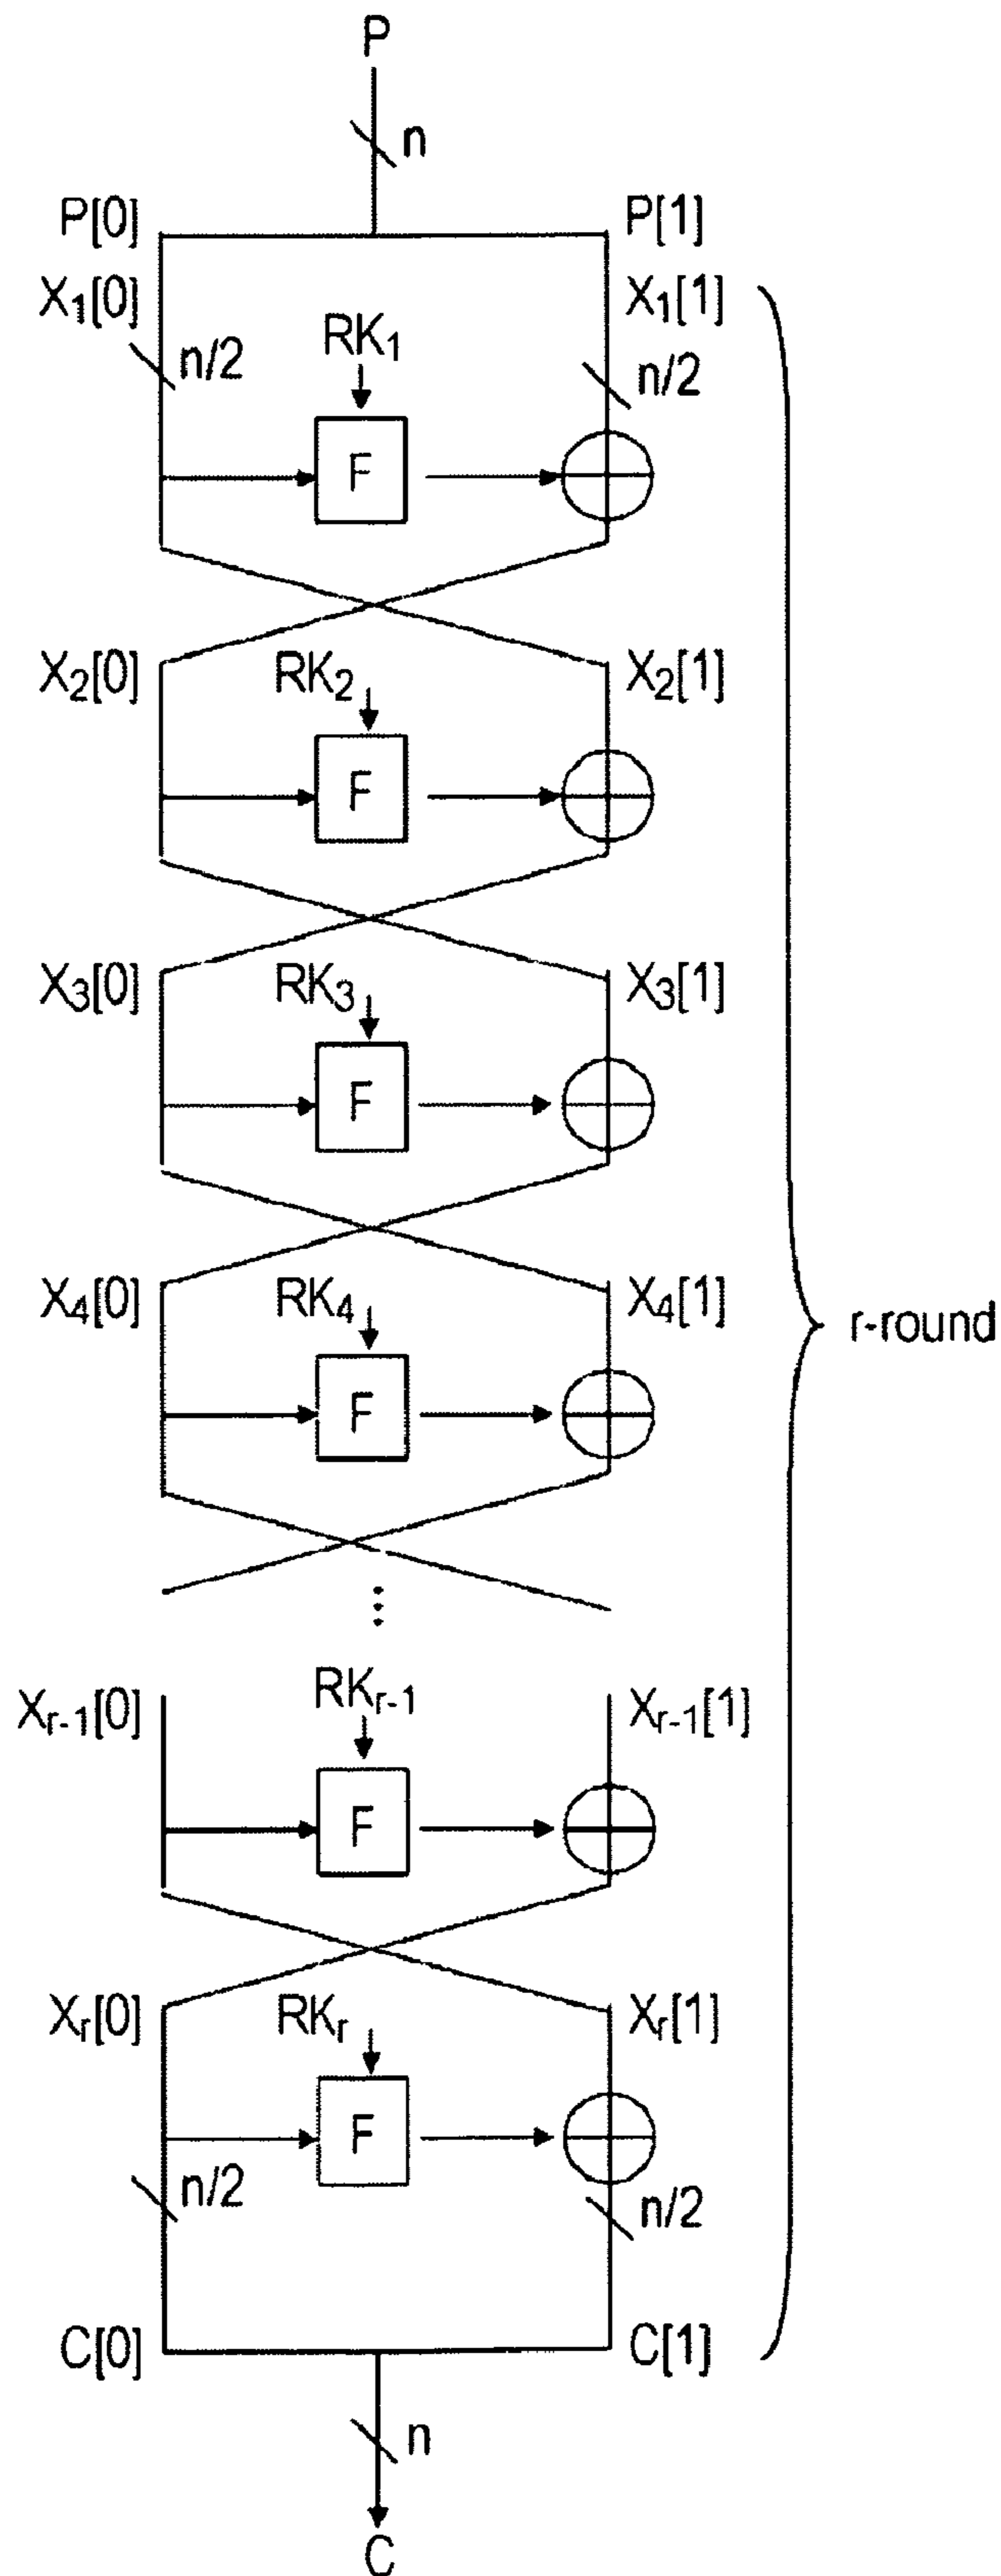 P
n
P[0] P[1]
X₁[0] X₁[1]
RK₁
n/2 n/2
F
X₂[0] RK₂ X₂[1]
F
X₃[0] RK₃ X₃[1]
F
X₄[0] RK₄ X₄[1]
r-round
F
...
Xᵣ₋₁[0] RKᵣ₋₁ Xᵣ₋₁[1]
F
Xᵣ[0] RKᵣ Xᵣ[1]
F
n/2 n/2
C[0] C[1]
n
C